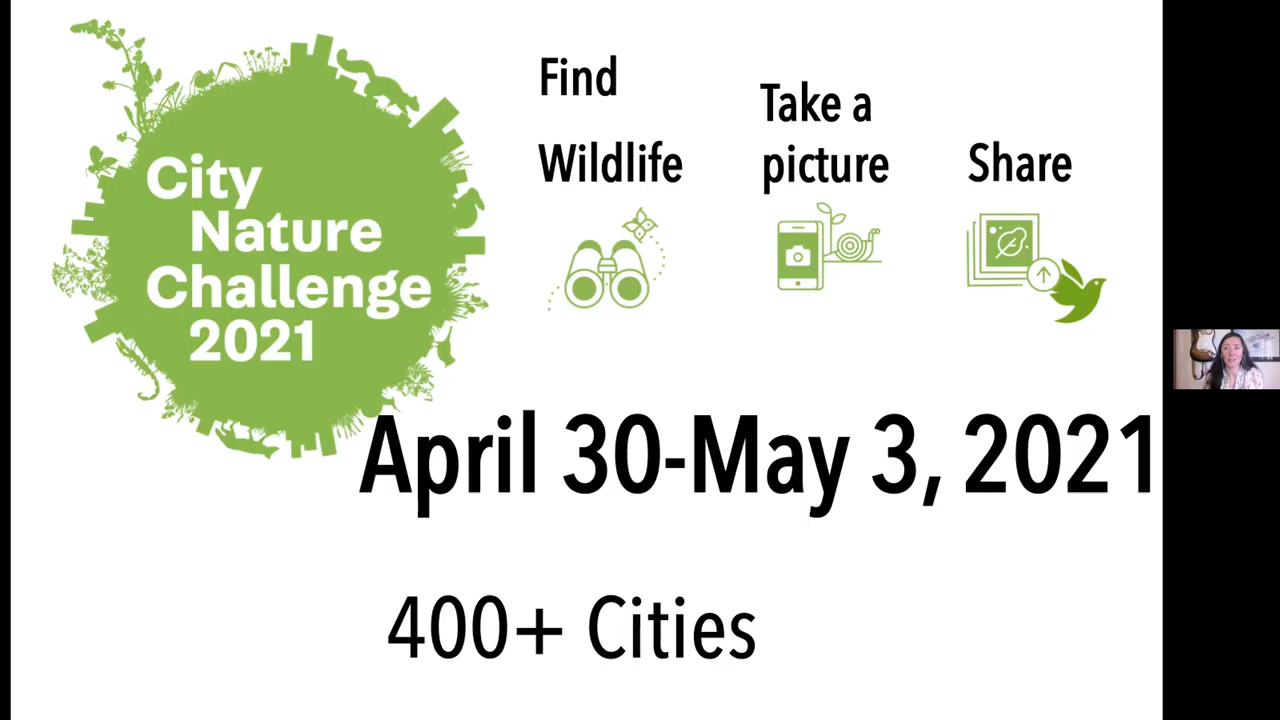 City
Nature
Challenge
2021
Find
Wildlife
Take a
picture
Share
April 30-May 3, 2021
400+ Cities